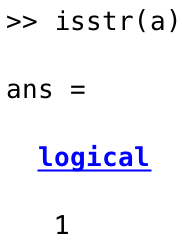 >> isstr(a)
ans =
logical
1